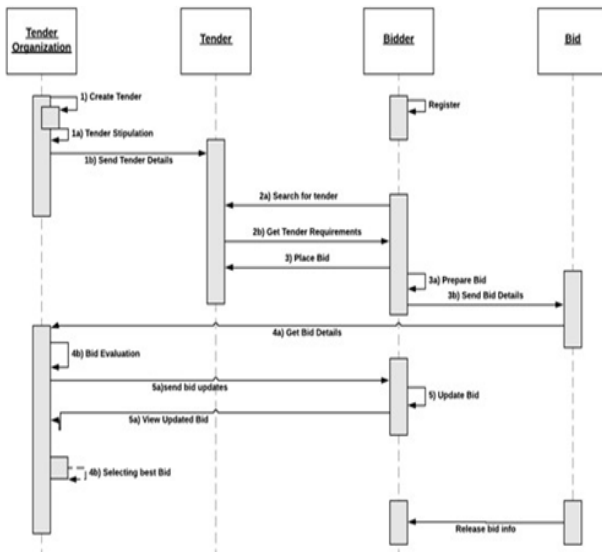 Tender
Organization
Tender
Bidder
Bid
1) Create Tender
Register
1a) Tender Stipulation
1b) Send Tender Details
2a) Search for tender
2b) Get Tender Requirements
3) Place Bid
3a) Prepare Bid
3b) Send Bid Details
4a) Get Bid Details
4b) Bid Evaluation
5a)send bid updates
5) Update Bid
5a) View Updated Bid
4b) Selecting best Bid
Release bid info